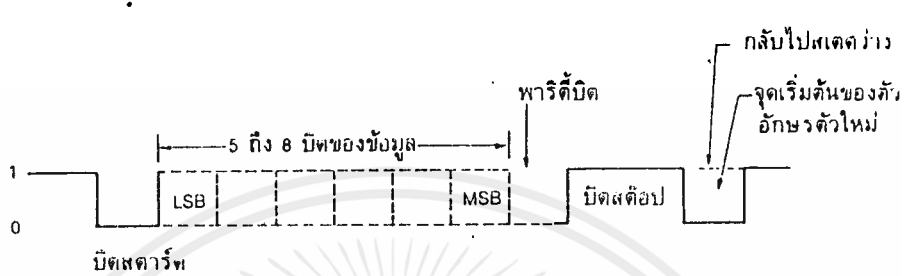 กลับไปสเตตว่าง
พาริตี้บิต
จุดเริ่มต้นของตัว
อักษรตัวใหม่
5 ถึง 8 บิตของข้อมูล
1
LSB
MSB
บิตสต๊อป
0
บิตสตาร์ต